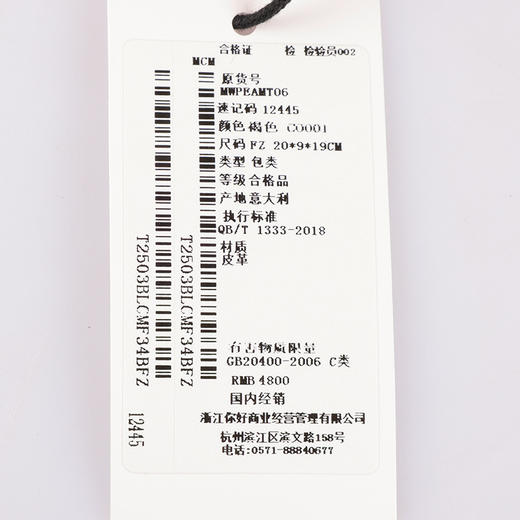 合格证 检 检验员002
MCM
原货号
MWPEAMT06
速记码 12445
颜色 褐色 CO001
尺码 FZ 20*9*19CM
类型 包类
等级 合格品
产地 意大利
执行标准
QB/T 1333-2018
材质
皮革
T2503BLCMF34BFZ
T2503BLCMF34BFZ
有害物质限量
GB20400-2006 C类
RMB 4800
国内经销
浙江你好商业经营管理有限公司
杭州滨江区滨文路158号
电话:0571-88840677
12445